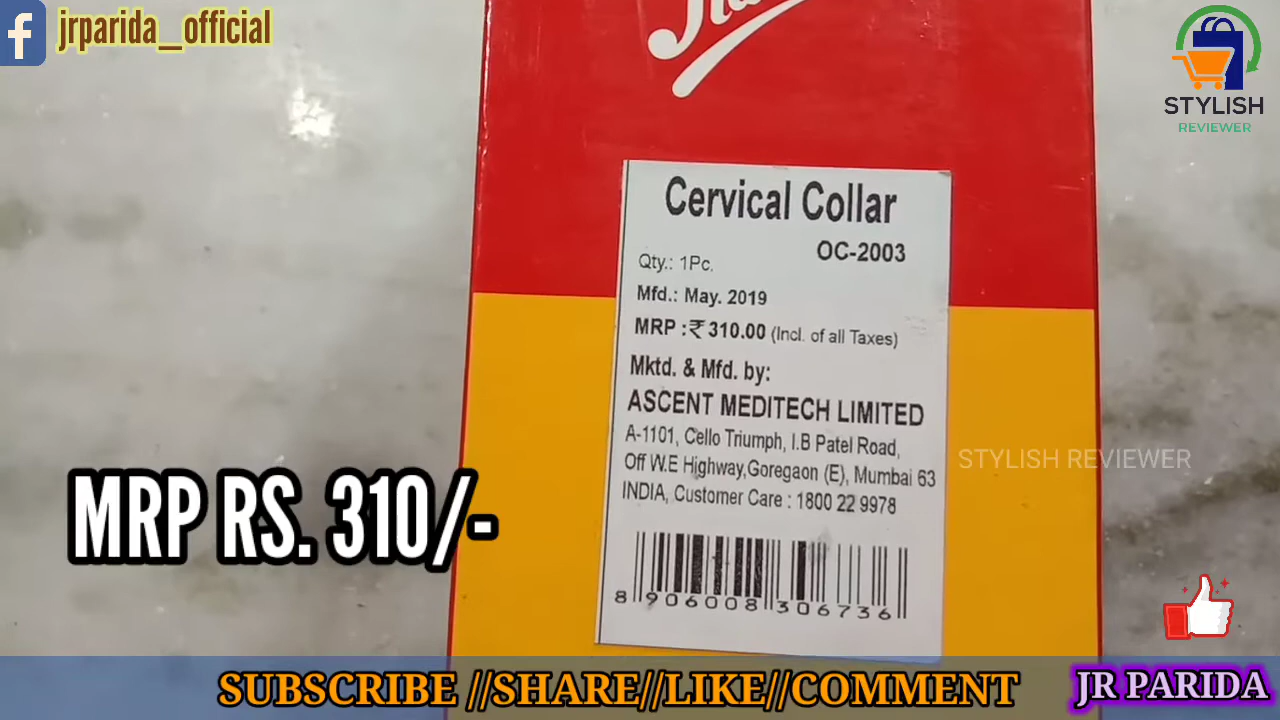 f jrparida_official
STYLISH
REVIEWER
Cervical Collar
OC-2003
Qty.: 1Pc.
Mfd.: May. 2019
MRP :₹ 310.00 (Incl. of all Taxes)
Mktd. & Mfd. by:
ASCENT MEDITECH LIMITED
A-1101, Cello Triumph, I.B Patel Road,
Off W.E Highway,Goregaon (E), Mumbai 63
INDIA, Customer Care : 1800 22 9978
8 906008 306736
STYLISH REVIEWER
MRP RS. 310/-
SUBSCRIBE //SHARE//LIKE//COMMENT
JR PARIDA